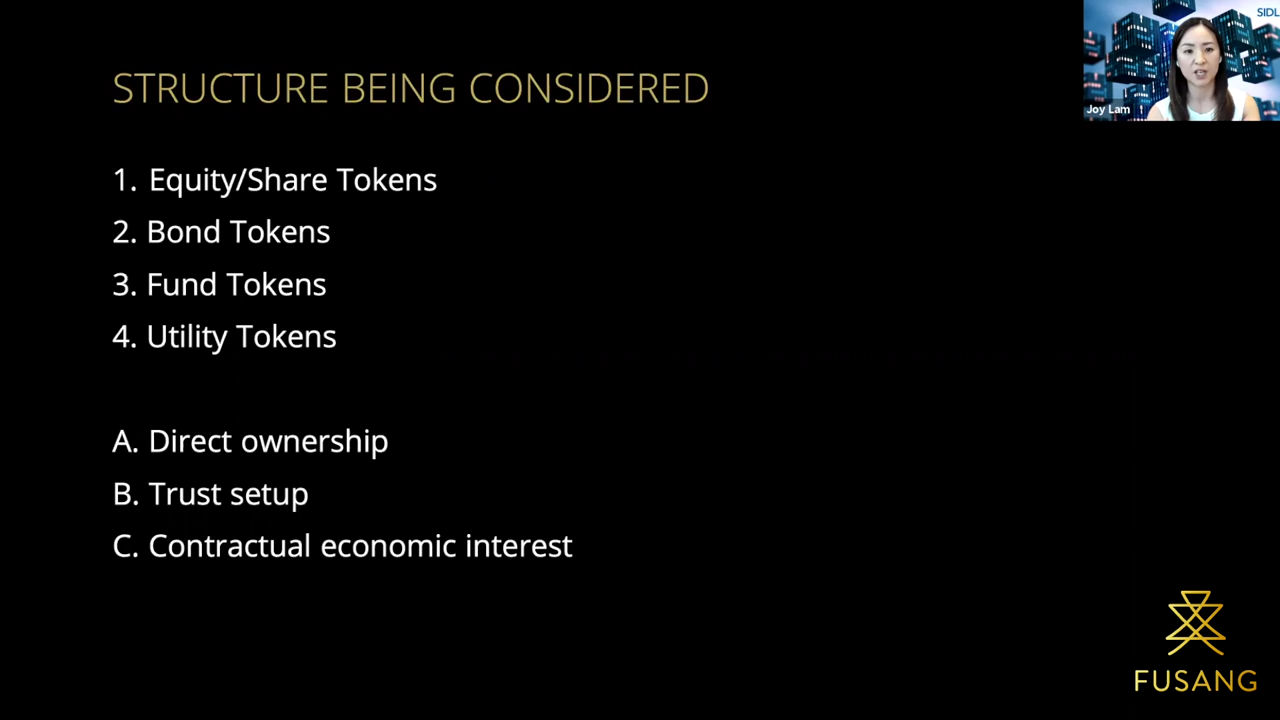 SIDL
Joy Lam
STRUCTURE BEING CONSIDERED
1. Equity/Share Tokens
2. Bond Tokens
3. Fund Tokens
4. Utility Tokens
A. Direct ownership
B. Trust setup
C. Contractual economic interest
FUSANG